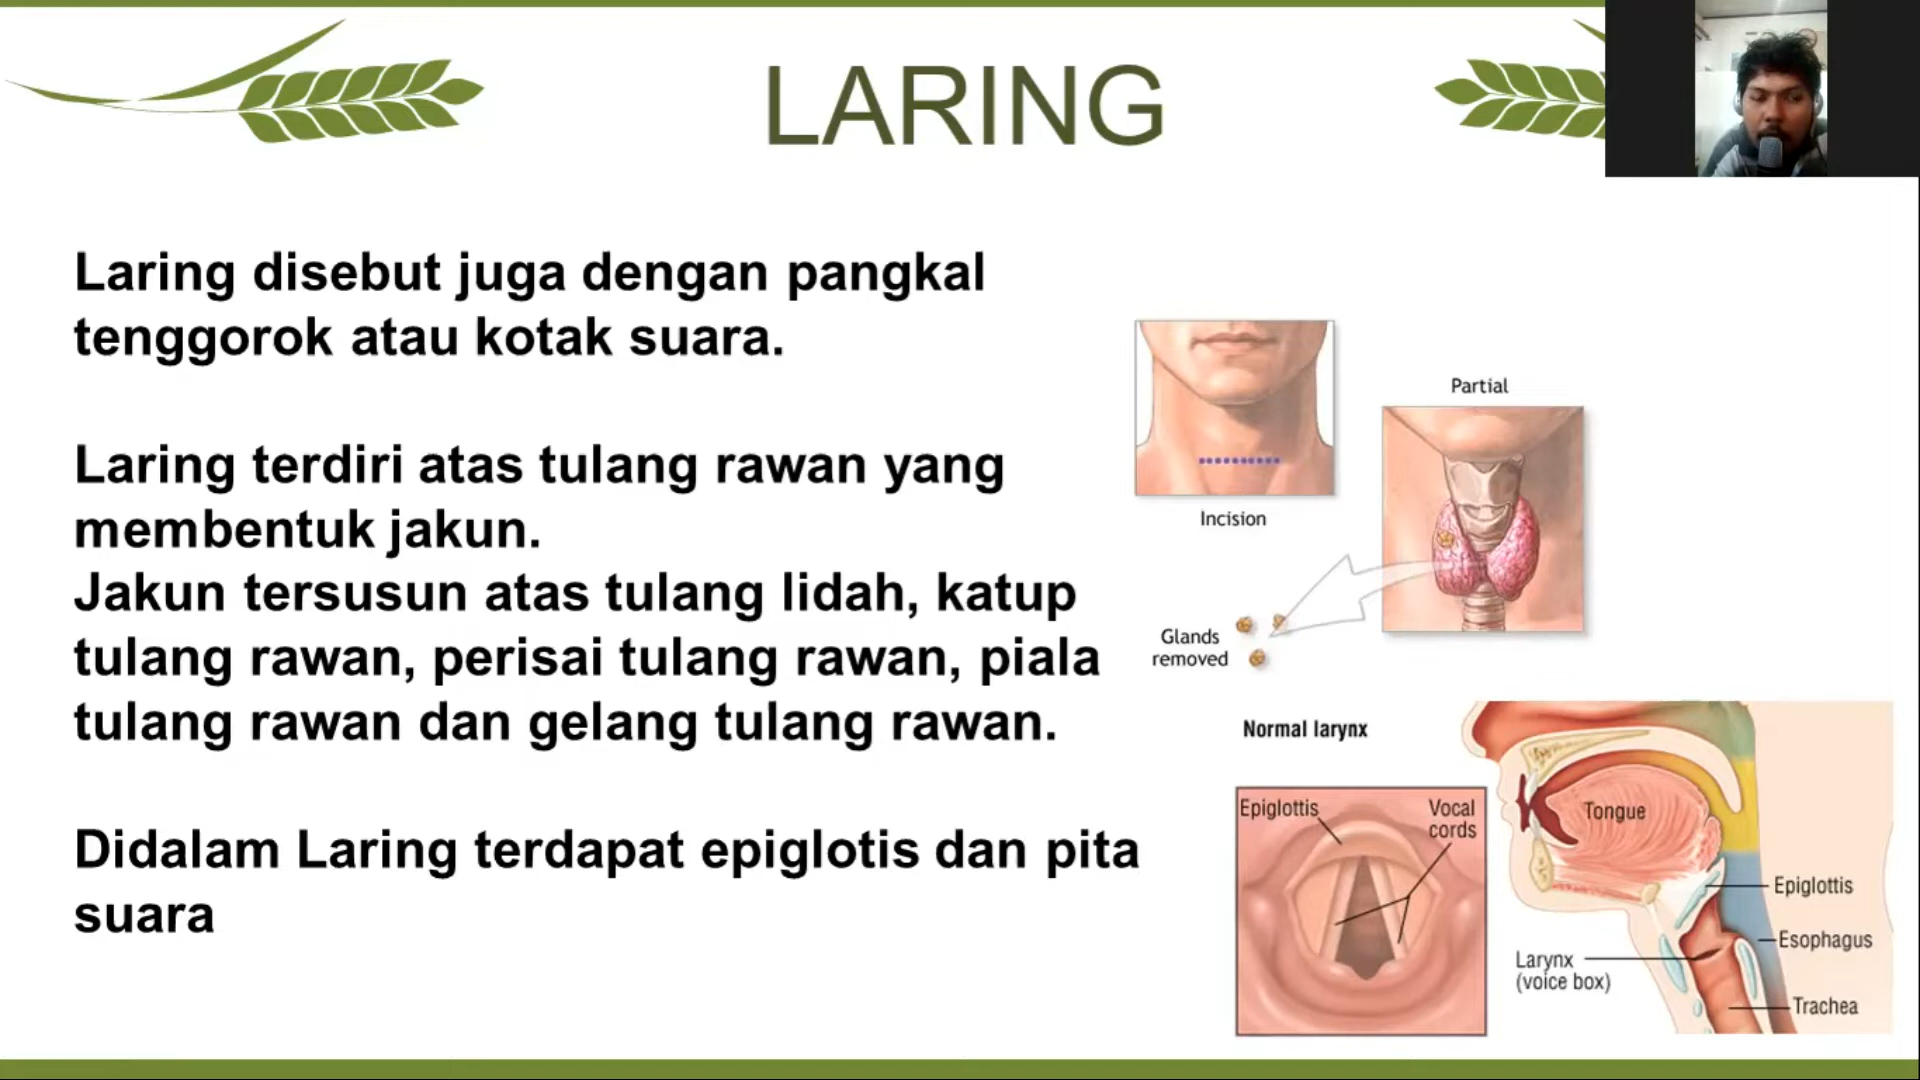 LARING
Laring disebut juga dengan pangkal
tenggorok atau kotak suara.
Laring terdiri atas tulang rawan yang
membentuk jakun.
Jakun tersusun atas tulang lidah, katup
tulang rawan, perisai tulang rawan, piala
tulang rawan dan gelang tulang rawan.
Didalam Laring terdapat epiglotis dan pita
suara
Incision
Partial
Glands
removed
Normal larynx
Epiglottis
Vocal
cords
Tongue
Epiglottis
Esophagus
Larynx
(voice box)
Trachea